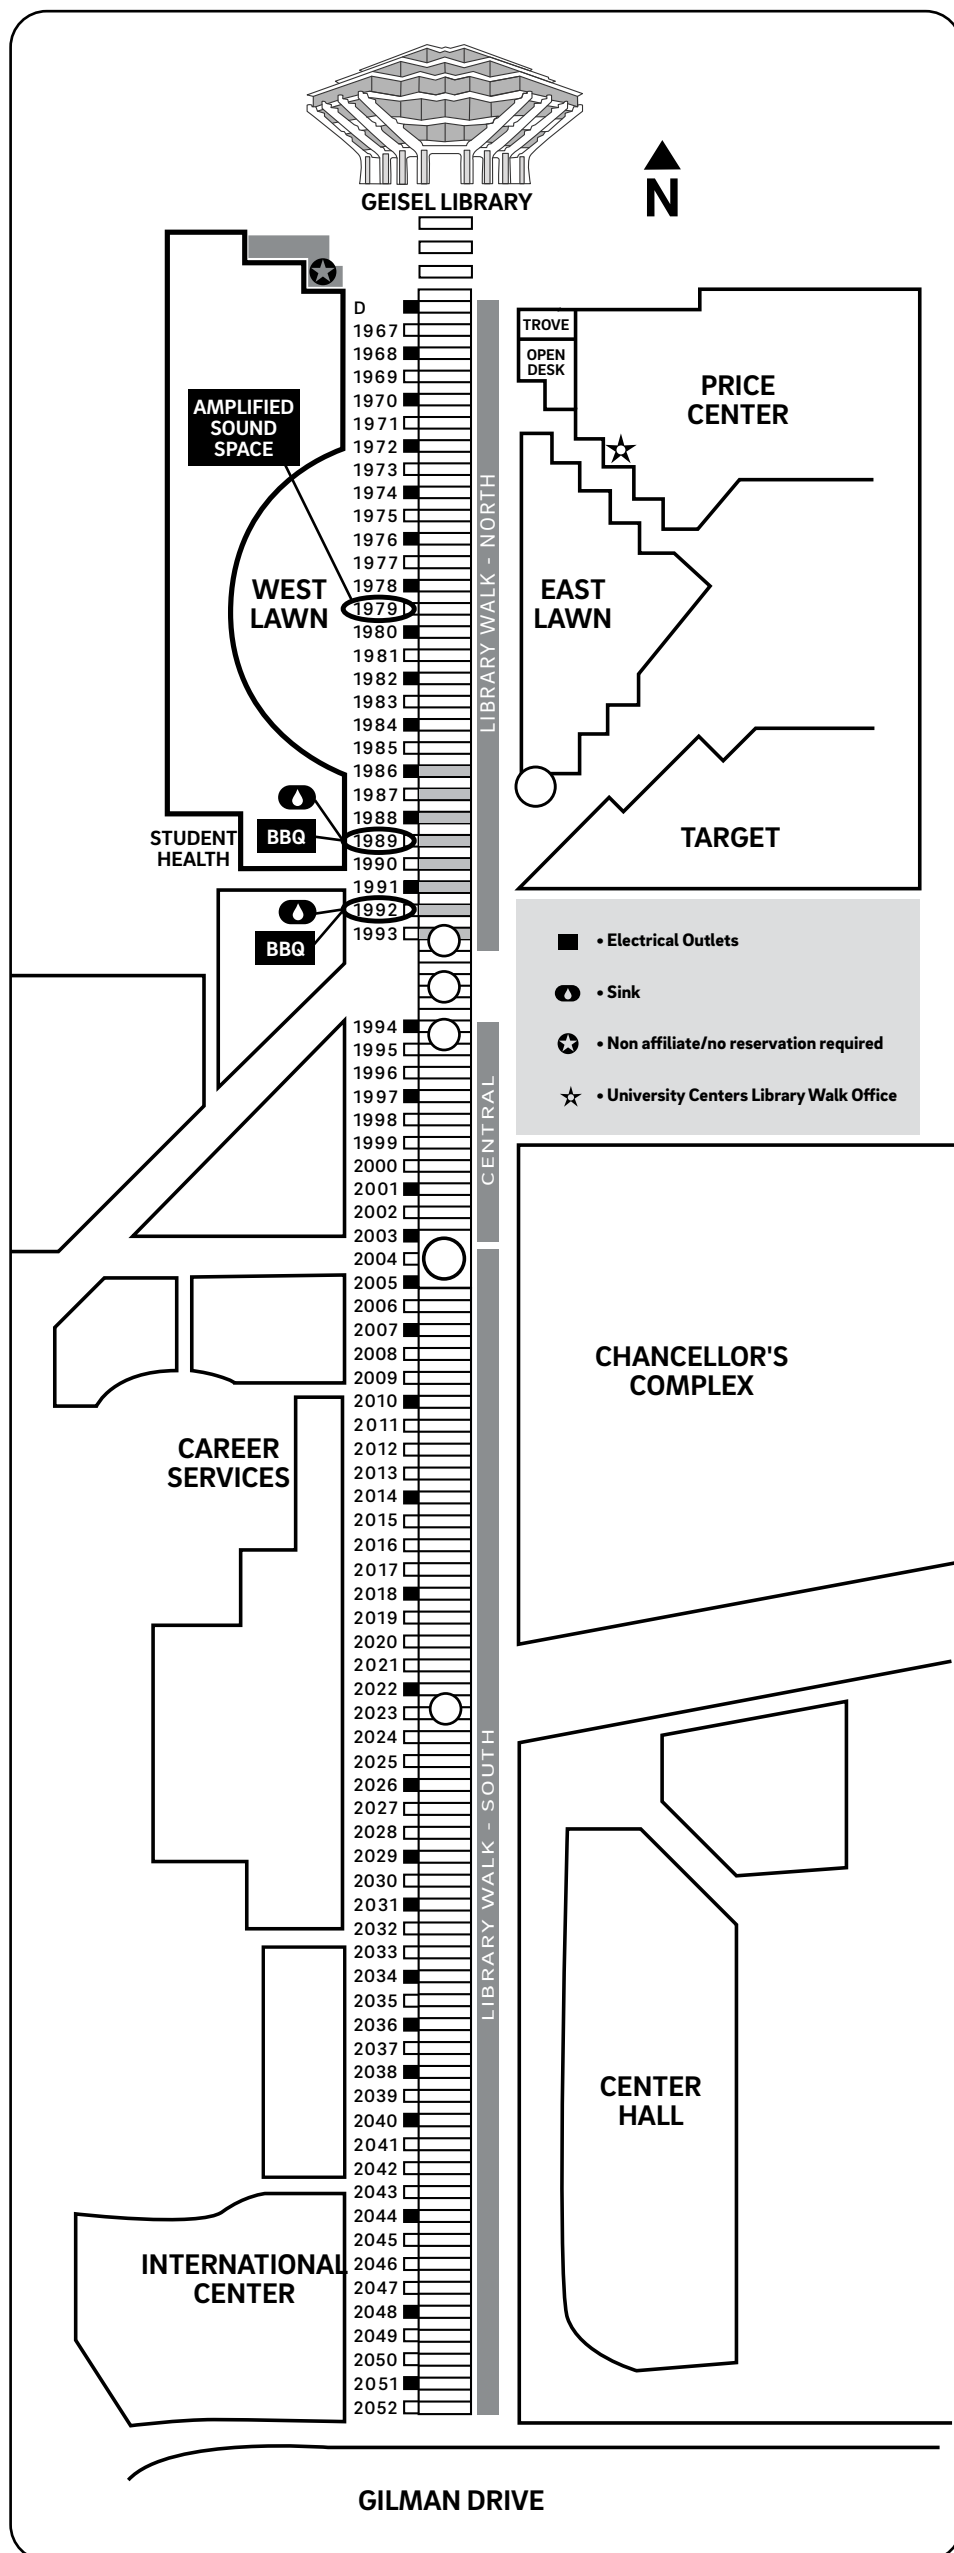 GEISEL LIBRARY
N
D
1967
1968
1969
1970
1971
1972
1973
1974
1975
1976
1977
1978
1979
1980
1981
1982
1983
1984
1985
1986
1987
1988
1989
1990
1991
1992
1993
1994
1995
1996
1997
1998
1999
2000
2001
2002
2003
2004
2005
2006
2007
2008
2009
2010
2011
2012
2013
2014
2015
2016
2017
2018
2019
2020
2021
2022
2023
2024
2025
2026
2027
2028
2029
2030
2031
2032
2033
2034
2035
2036
2037
2038
2039
2040
2041
2042
2043
2044
2045
2046
2047
2048
2049
2050
2051
2052
AMPLIFIED
SOUND
SPACE
WEST
LAWN
STUDENT
HEALTH
BBQ
BBQ
LIBRARY WALK - NORTH
CENTRAL
LIBRARY WALK - SOUTH
TROVE
OPEN
DESK
PRICE
CENTER
EAST
LAWN
TARGET
• Electrical Outlets
• Sink
• Non affiliate/no reservation required
• University Centers Library Walk Office
CHANCELLOR'S
COMPLEX
CAREER
SERVICES
CENTER
HALL
INTERNATIONAL
CENTER
GILMAN DRIVE